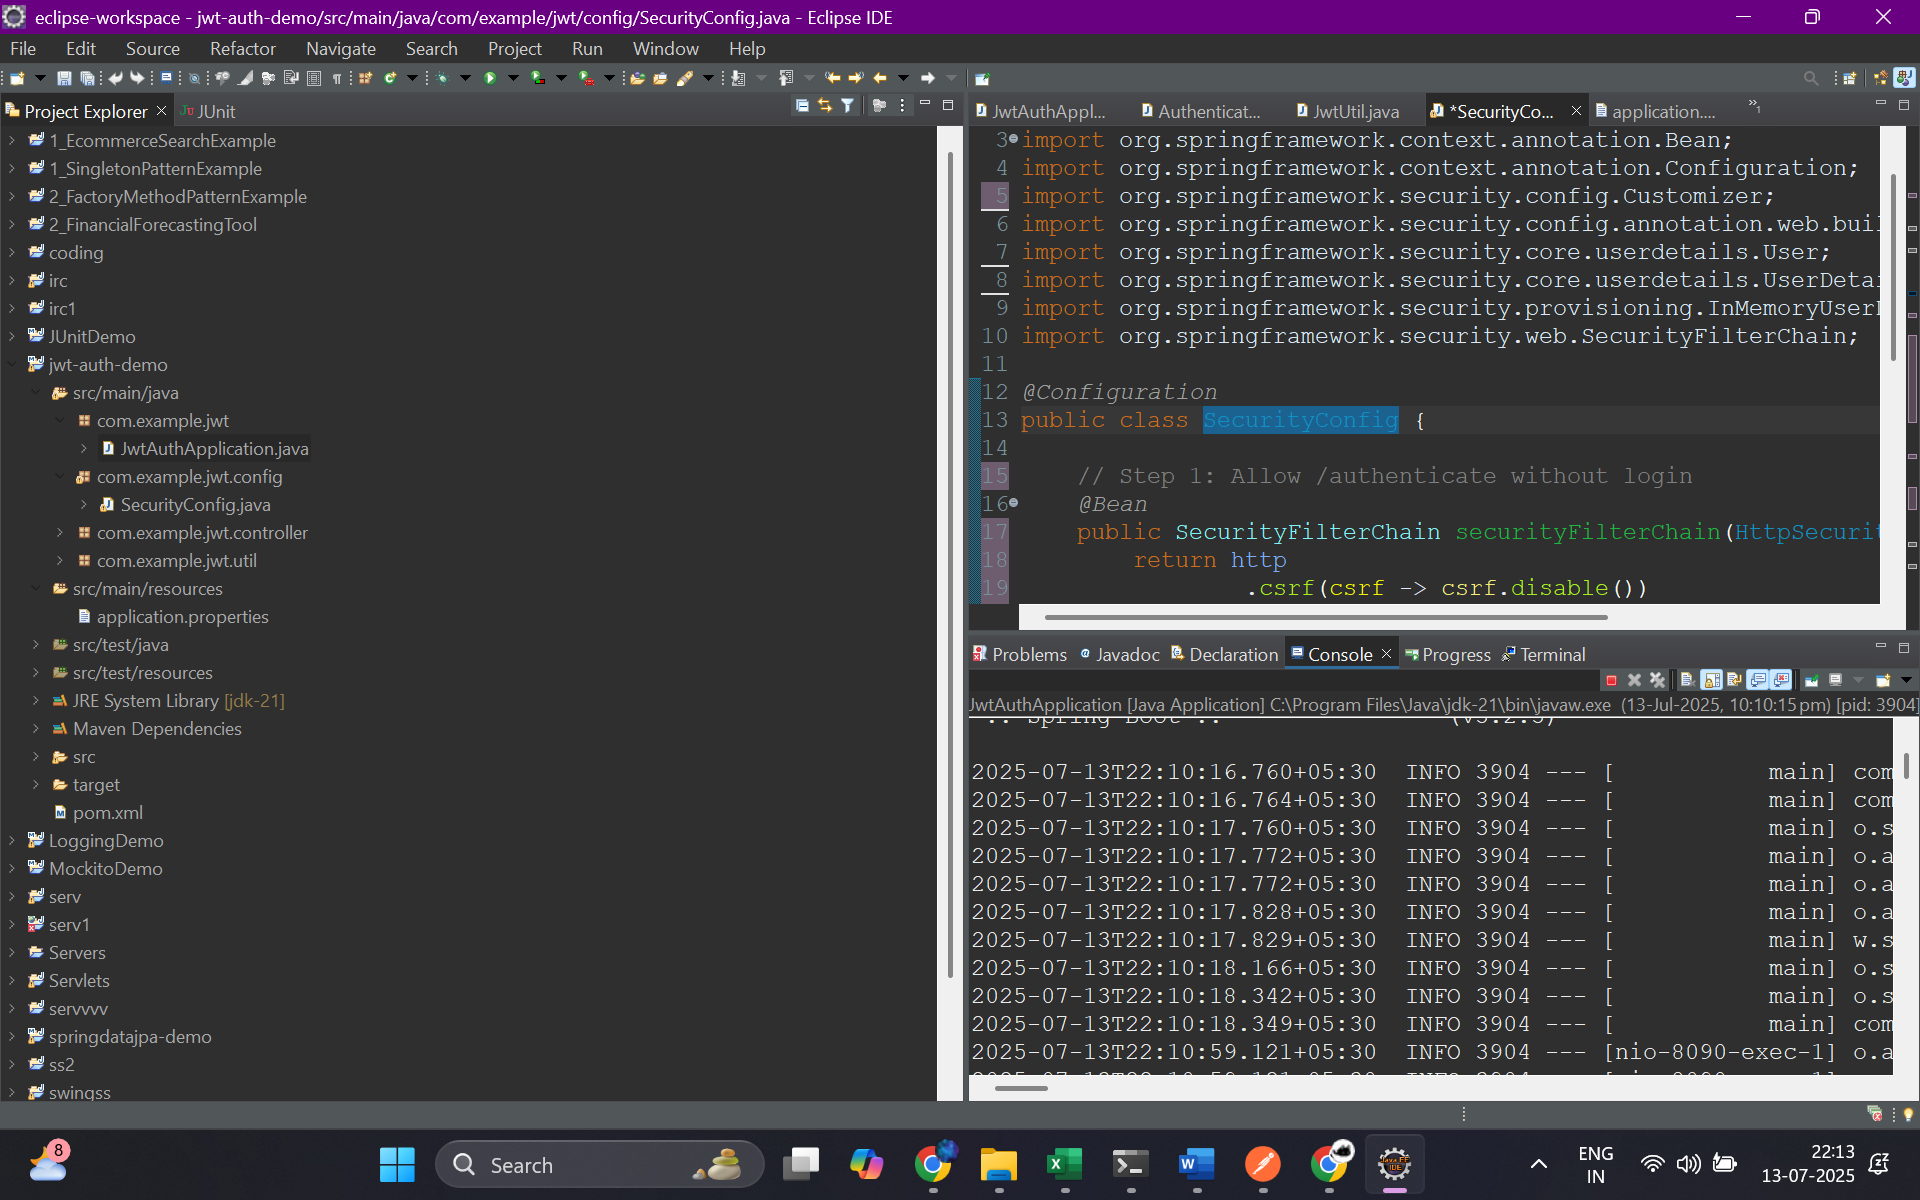 eclipse-workspace - jwt-auth-demo/src/main/java/com/example/jwt/config/SecurityConfig.java - Eclipse IDE
File Edit Source Refactor Navigate Search Project Run Window Help
Project Explorer
JUnit
1_EcommerceSearchExample
1_SingletonPatternExample
2_FactoryMethodPatternExample
2_FinancialForecastingTool
coding
irc
irc1
JUnitDemo
jwt-auth-demo
src/main/java
com.example.jwt
JwtAuthApplication.java
com.example.jwt.config
SecurityConfig.java
com.example.jwt.controller
com.example.jwt.util
src/main/resources
application.properties
src/test/java
src/test/resources
JRE System Library [jdk-21]
Maven Dependencies
src
target
pom.xml
LoggingDemo
MockitoDemo
serv
serv1
Servers
Servlets
servvvv
springdatajpa-demo
ss2
swingss
JwtAuthAppl... Authenticat... JwtUtil.java *SecurityCo... application.... »1
3 import org.springframework.context.annotation.Bean;
4 import org.springframework.context.annotation.Configuration;
5 import org.springframework.security.config.Customizer;
6 import org.springframework.security.config.annotation.web.buil
7 import org.springframework.security.core.userdetails.User;
8 import org.springframework.security.core.userdetails.UserDetai
9 import org.springframework.security.provisioning.InMemoryUserD
10 import org.springframework.security.web.SecurityFilterChain;
11
12 @Configuration
13 public class SecurityConfig {
14
15 // Step 1: Allow /authenticate without login
16 @Bean
17 public SecurityFilterChain securityFilterChain(HttpSecurit
18 return http
19 .csrf(csrf -> csrf.disable())
Problems Javadoc Declaration Console Progress Terminal
JwtAuthApplication [Java Application] C:\Program Files\Java\jdk-21\bin\javaw.exe (13-Jul-2025, 10:10:15 pm) [pid: 3904]
:: Spring Boot ::
2025-07-13T22:10:16.760+05:30 INFO 3904 --- [ main] com
2025-07-13T22:10:16.764+05:30 INFO 3904 --- [ main] com
2025-07-13T22:10:17.760+05:30 INFO 3904 --- [ main] o.s
2025-07-13T22:10:17.772+05:30 INFO 3904 --- [ main] o.a
2025-07-13T22:10:17.772+05:30 INFO 3904 --- [ main] o.a
2025-07-13T22:10:17.828+05:30 INFO 3904 --- [ main] o.a
2025-07-13T22:10:17.829+05:30 INFO 3904 --- [ main] w.s
2025-07-13T22:10:18.166+05:30 INFO 3904 --- [ main] o.s
2025-07-13T22:10:18.342+05:30 INFO 3904 --- [ main] o.s
2025-07-13T22:10:18.349+05:30 INFO 3904 --- [ main] com
2025-07-13T22:10:59.121+05:30 INFO 3904 --- [nio-8090-exec-1] o.a
8
Search
ENG
IN
22:13
13-07-2025